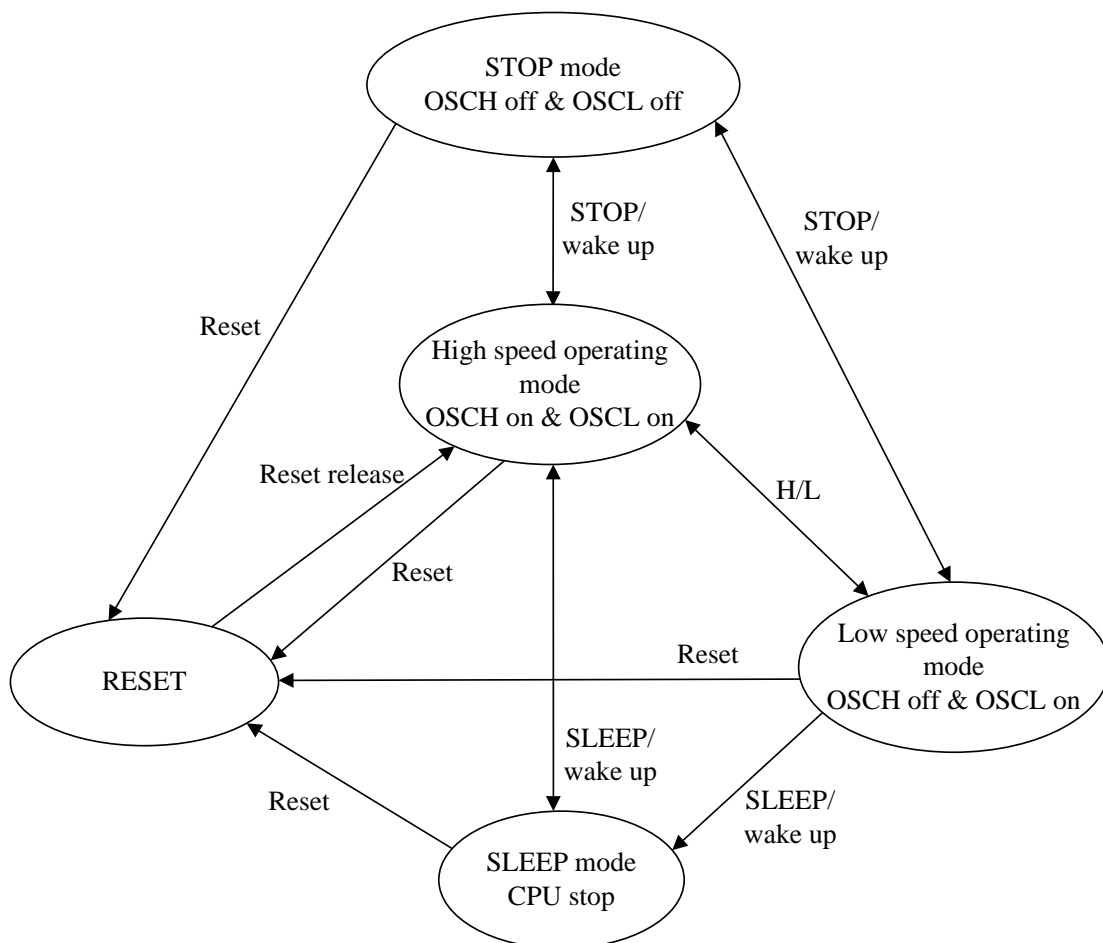 STOP mode
OSCH off & OSCL off
STOP/
wake up
STOP/
wake up
Reset
High speed operating
mode
OSCH on & OSCL on
Reset release
H/L
Reset
Low speed operating
mode
OSCH off & OSCL on
Reset
RESET
SLEEP/
wake up
SLEEP/
wake up
Reset
SLEEP mode
CPU stop